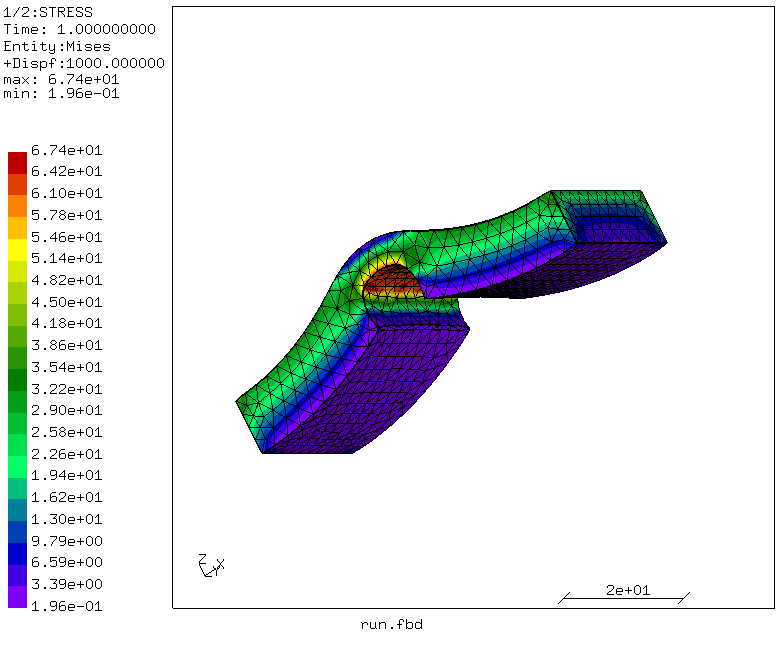 1/2:STRESS
Time: 1.000000000
Entity:Mises
+Dispf:1000.000000
max: 6.74e+01
min: 1.96e-01
6.74e+01
6.42e+01
6.10e+01
5.78e+01
5.46e+01
5.14e+01
4.82e+01
4.50e+01
4.18e+01
3.86e+01
3.54e+01
3.22e+01
2.90e+01
2.58e+01
2.26e+01
1.94e+01
1.62e+01
1.30e+01
9.79e+00
6.59e+00
3.39e+00
1.96e-01
Z
Y
X
2e+01
run.fbd